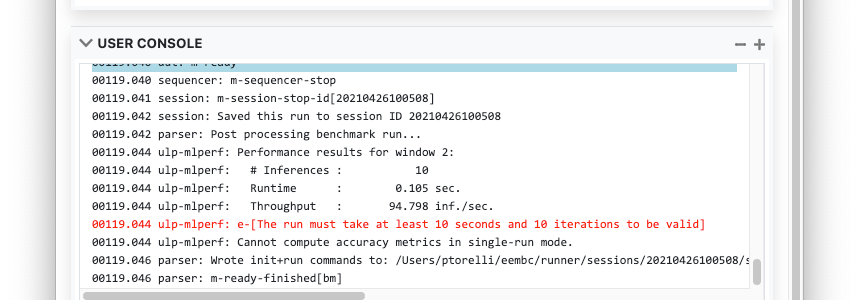 USER CONSOLE
00119.040 dut: m-ready
00119.040 sequencer: m-sequencer-stop
00119.041 session: m-session-stop-id[20210426100508]
00119.042 session: Saved this run to session ID 20210426100508
00119.042 parser: Post processing benchmark run...
00119.044 ulp-mlperf: Performance results for window 2:
00119.044 ulp-mlperf:   # Inferences :           10
00119.044 ulp-mlperf:   Runtime      :        0.105 sec.
00119.044 ulp-mlperf:   Throughput   :       94.798 inf./sec.
00119.044 ulp-mlperf: e-[The run must take at least 10 seconds and 10 iterations to be valid]
00119.044 ulp-mlperf: Cannot compute accuracy metrics in single-run mode.
00119.046 parser: Wrote init+run commands to: /Users/ptorelli/eembc/runner/sessions/20210426100508/s
00119.046 parser: m-ready-finished[bm]